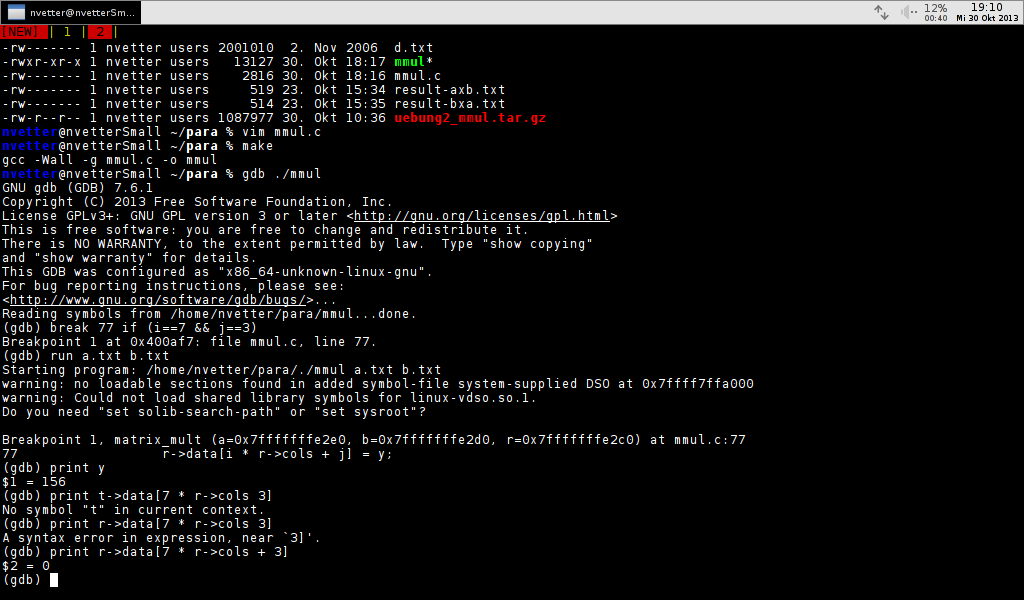 nvetter@nvetterSm...
12%
00:40
19:10
Mi 30 Okt 2013
[NEW] | 1 | 2 |
-rw------- 1 nvetter users 2001010  2. Nov 2006  d.txt
-rwxr-xr-x 1 nvetter users   13127 30. Okt 18:17 mmul*
-rw------- 1 nvetter users    2816 30. Okt 18:16 mmul.c
-rw------- 1 nvetter users     519 23. Okt 15:34 result-axb.txt
-rw------- 1 nvetter users     514 23. Okt 15:35 result-bxa.txt
-rw-r--r-- 1 nvetter users 1087977 30. Okt 10:36 uebung2_mmul.tar.gz
nvetter@nvetterSmall ~/para % vim mmul.c
nvetter@nvetterSmall ~/para % make
gcc -Wall -g mmul.c -o mmul
nvetter@nvetterSmall ~/para % gdb ./mmul
GNU gdb (GDB) 7.6.1
Copyright (C) 2013 Free Software Foundation, Inc.
License GPLv3+: GNU GPL version 3 or later <http://gnu.org/licenses/gpl.html>
This is free software: you are free to change and redistribute it.
There is NO WARRANTY, to the extent permitted by law.  Type "show copying"
and "show warranty" for details.
This GDB was configured as "x86_64-unknown-linux-gnu".
For bug reporting instructions, please see:
<http://www.gnu.org/software/gdb/bugs/>...
Reading symbols from /home/nvetter/para/mmul...done.
(gdb) break 77 if (i==7 && j==3)
Breakpoint 1 at 0x400af7: file mmul.c, line 77.
(gdb) run a.txt b.txt
Starting program: /home/nvetter/para/./mmul a.txt b.txt
warning: no loadable sections found in added symbol-file system-supplied DSO at 0x7ffff7ffa000
warning: Could not load shared library symbols for linux-vdso.so.1.
Do you need "set solib-search-path" or "set sysroot"?
Breakpoint 1, matrix_mult (a=0x7fffffffe2e0, b=0x7fffffffe2d0, r=0x7fffffffe2c0) at mmul.c:77
77                  r->data[i * r->cols + j] = y;
(gdb) print y
$1 = 156
(gdb) print t->data[7 * r->cols 3]
No symbol "t" in current context.
(gdb) print r->data[7 * r->cols 3]
A syntax error in expression, near `3]'.
(gdb) print r->data[7 * r->cols + 3]
$2 = 0
(gdb)